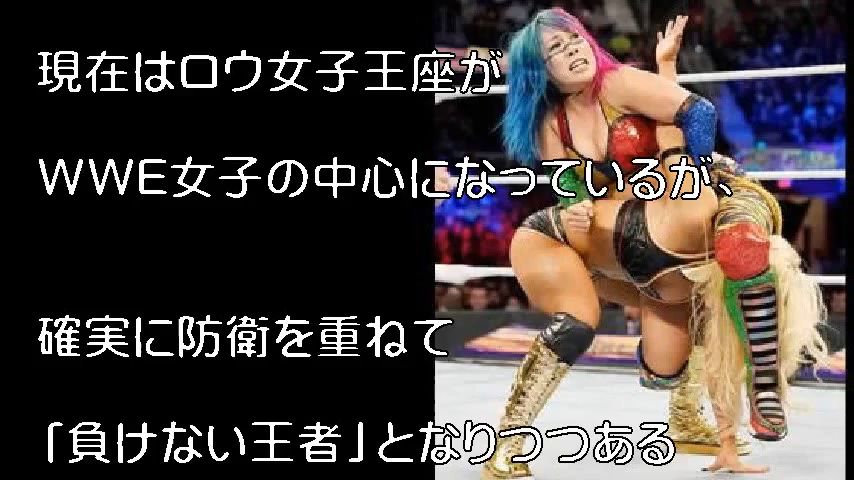 現在はロウ女子王座が
WWE女子の中心になっているが、
確実に防衛を重ねて
「負けない王者」となりつつある